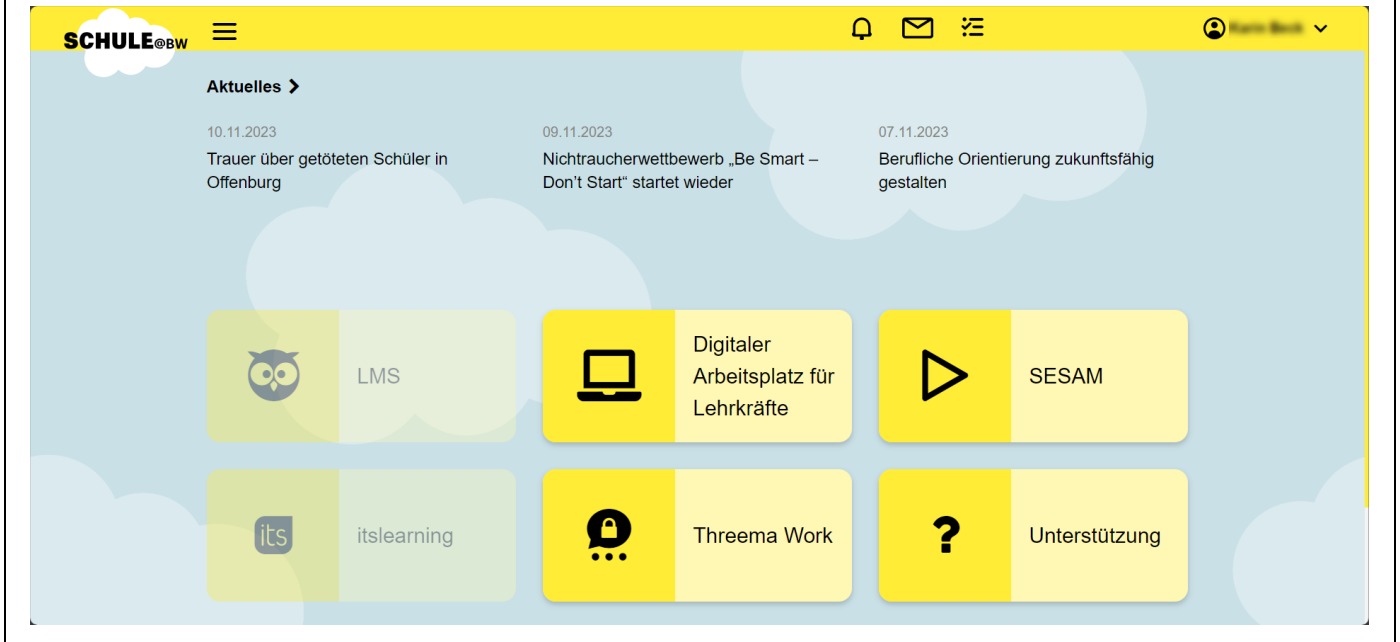 SCHULE@BW
Aktuelles
10.11.2023
Trauer über getöteten Schüler in
Offenburg
09.11.2023
Nichtraucherwettbewerb „Be Smart –
Don’t Start“ startet wieder
07.11.2023
Berufliche Orientierung zukunftsfähig
gestalten
LMS
Digitaler
Arbeitsplatz für
Lehrkräfte
SESAM
its
itslearning
Threema Work
?
Unterstützung